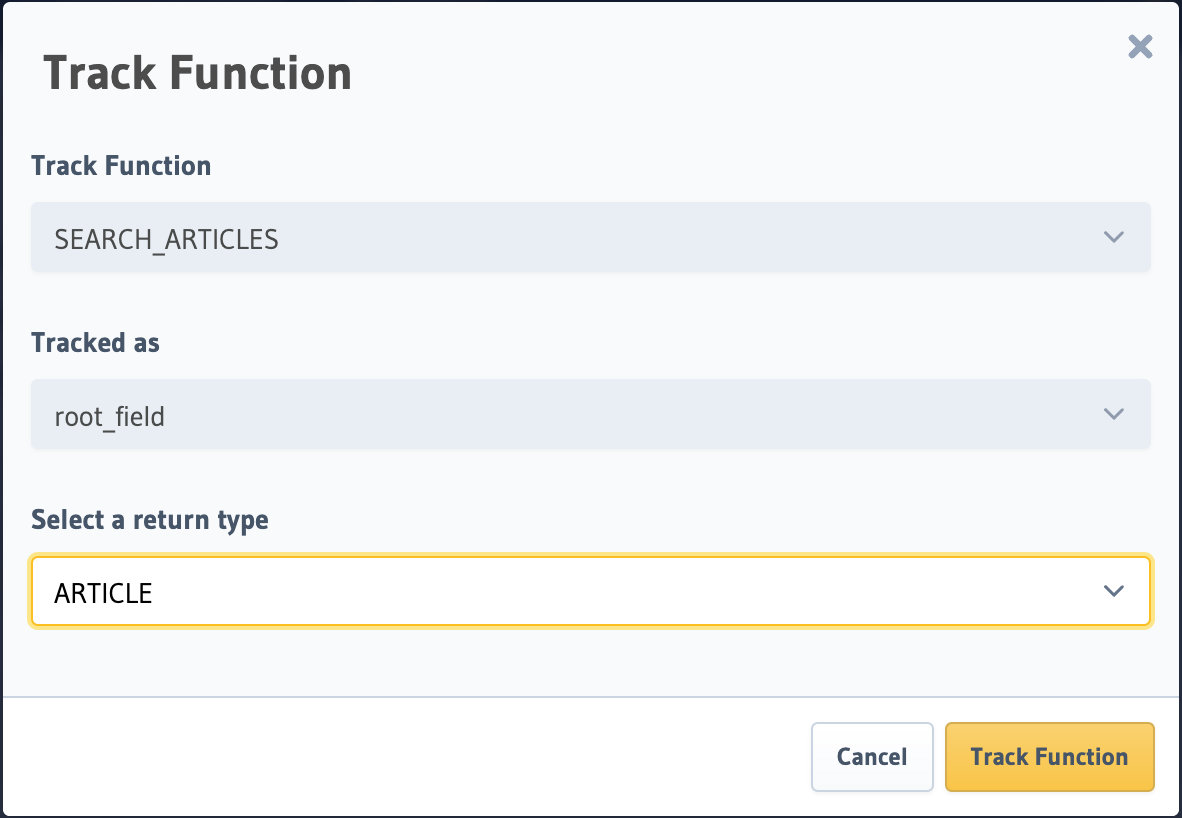 Track Function
Track Function
SEARCH_ARTICLES
Tracked as
root_field
Select a return type
ARTICLE
Cancel
Track Function